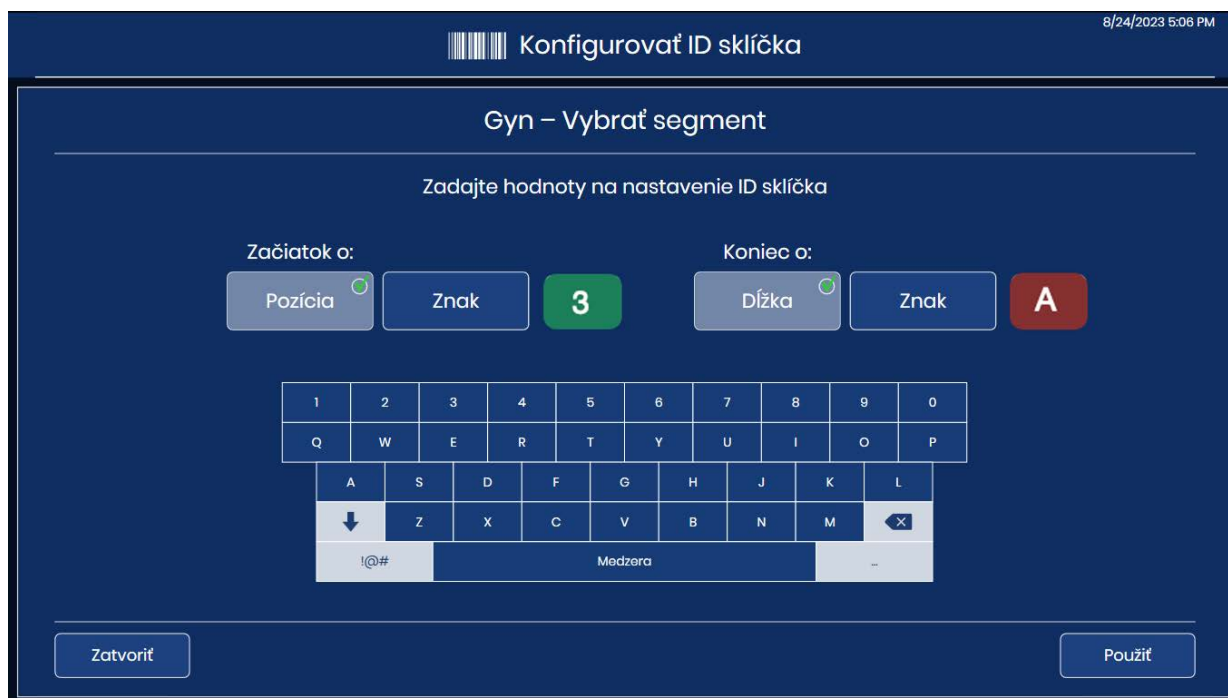 8/24/2023 5:06 PM
Konfigurovať ID sklíčka
Gyn – Vybrať segment
Zadajte hodnoty na nastavenie ID sklíčka
Začiatok o: Koniec o:
Pozícia Znak 3 Dĺžka Znak A
1 2 3 4 5 6 7 8 9 0
Q W E R T Y U I O P
A S D F G H J K L
Z X C V B N M
!@# Medzera ...
Zatvoriť Použiť